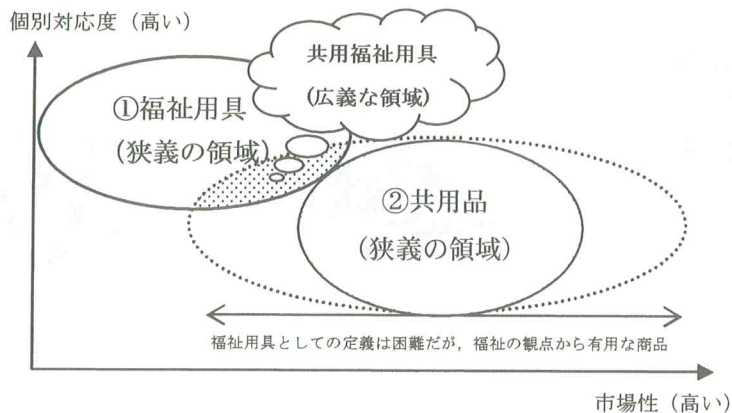 個別対応度（高い）
共用福祉用具
(広義な領域)
①福祉用具
(狭義の領域)
②共用品
(狭義の領域)
福祉用具としての定義は困難だが，福祉の観点から有用な商品
市場性（高い）